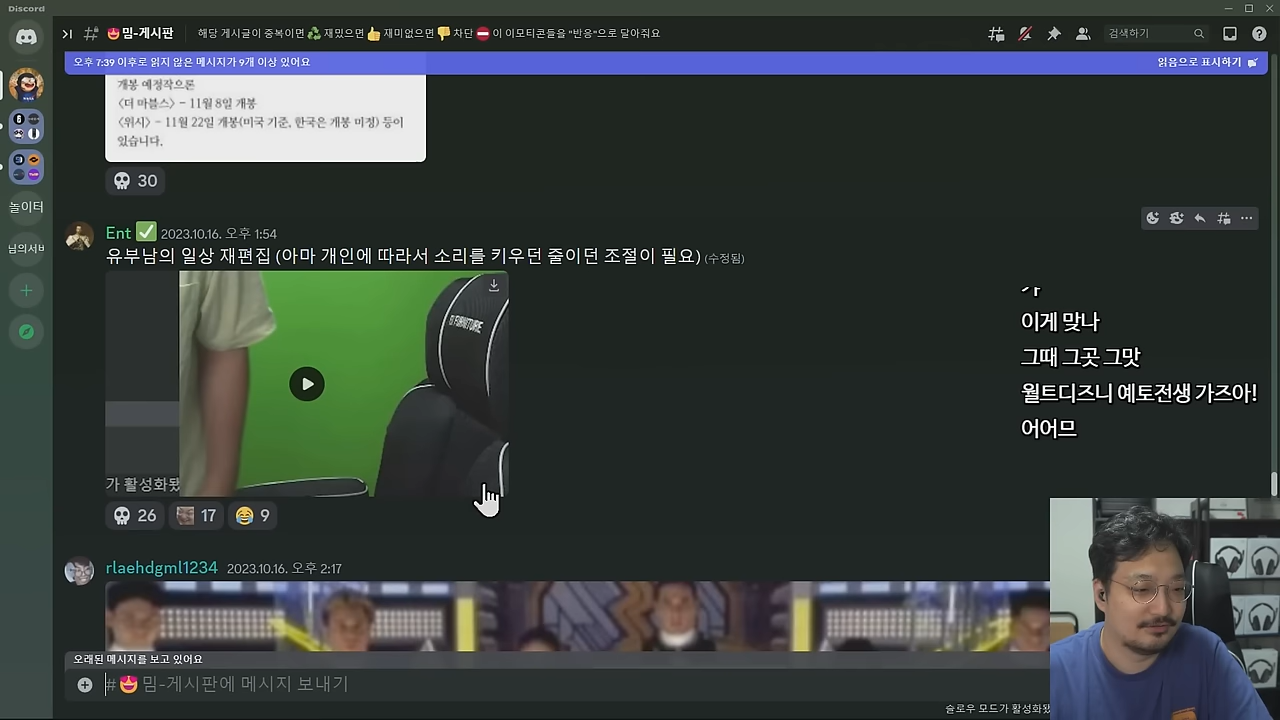 Discord
😍밈-게시판
해당 게시글이 중복이면♻️ 재밌으면👍 재미없으면👎 차단⛔ 이 이모티콘들을 "반응"으로 달아줘요
검색하기
오후 7:39 이후로 읽지 않은 메시지가 9개 이상 있어요
읽음으로 표시하기
개봉 예정작으론
〈더 마블스〉 - 11월 8일 개봉
〈위시〉 - 11월 22일 개봉(미국 기준, 한국은 개봉 미정) 등이
있습니다.
30
놀이터
님의서버
Ent ✅ 2023.10.16. 오후 1:54
유부남의 일상 재편집 (아마 개인에 따라서 소리를 키우던 줄이던 조절이 필요) (수정됨)
이게 맞나
그때 그곳 그맛
월트디즈니 예토전생 가즈아!
어어므
가 활성화됐
26
17
9
rlaehdgml1234 2023.10.16. 오후 2:17
오래된 메시지를 보고 있어요
#😍밈-게시판에 메시지 보내기
슬로우 모드가 활성화됐